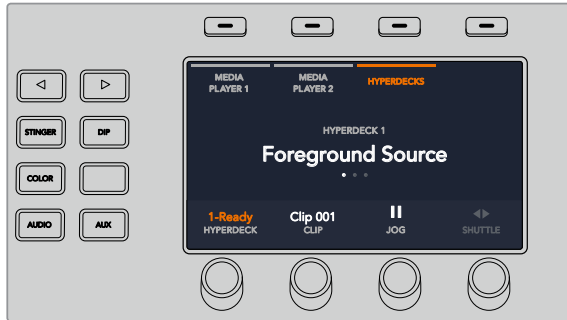 MEDIA
PLAYER 1
MEDIA
PLAYER 2
HYPERDECKS
STINGER
DIP
COLOR
AUDIO
AUX
HYPERDECK 1
Foreground Source
1-Ready
HYPERDECK
Clip 001
CLIP
JOG
SHUTTLE